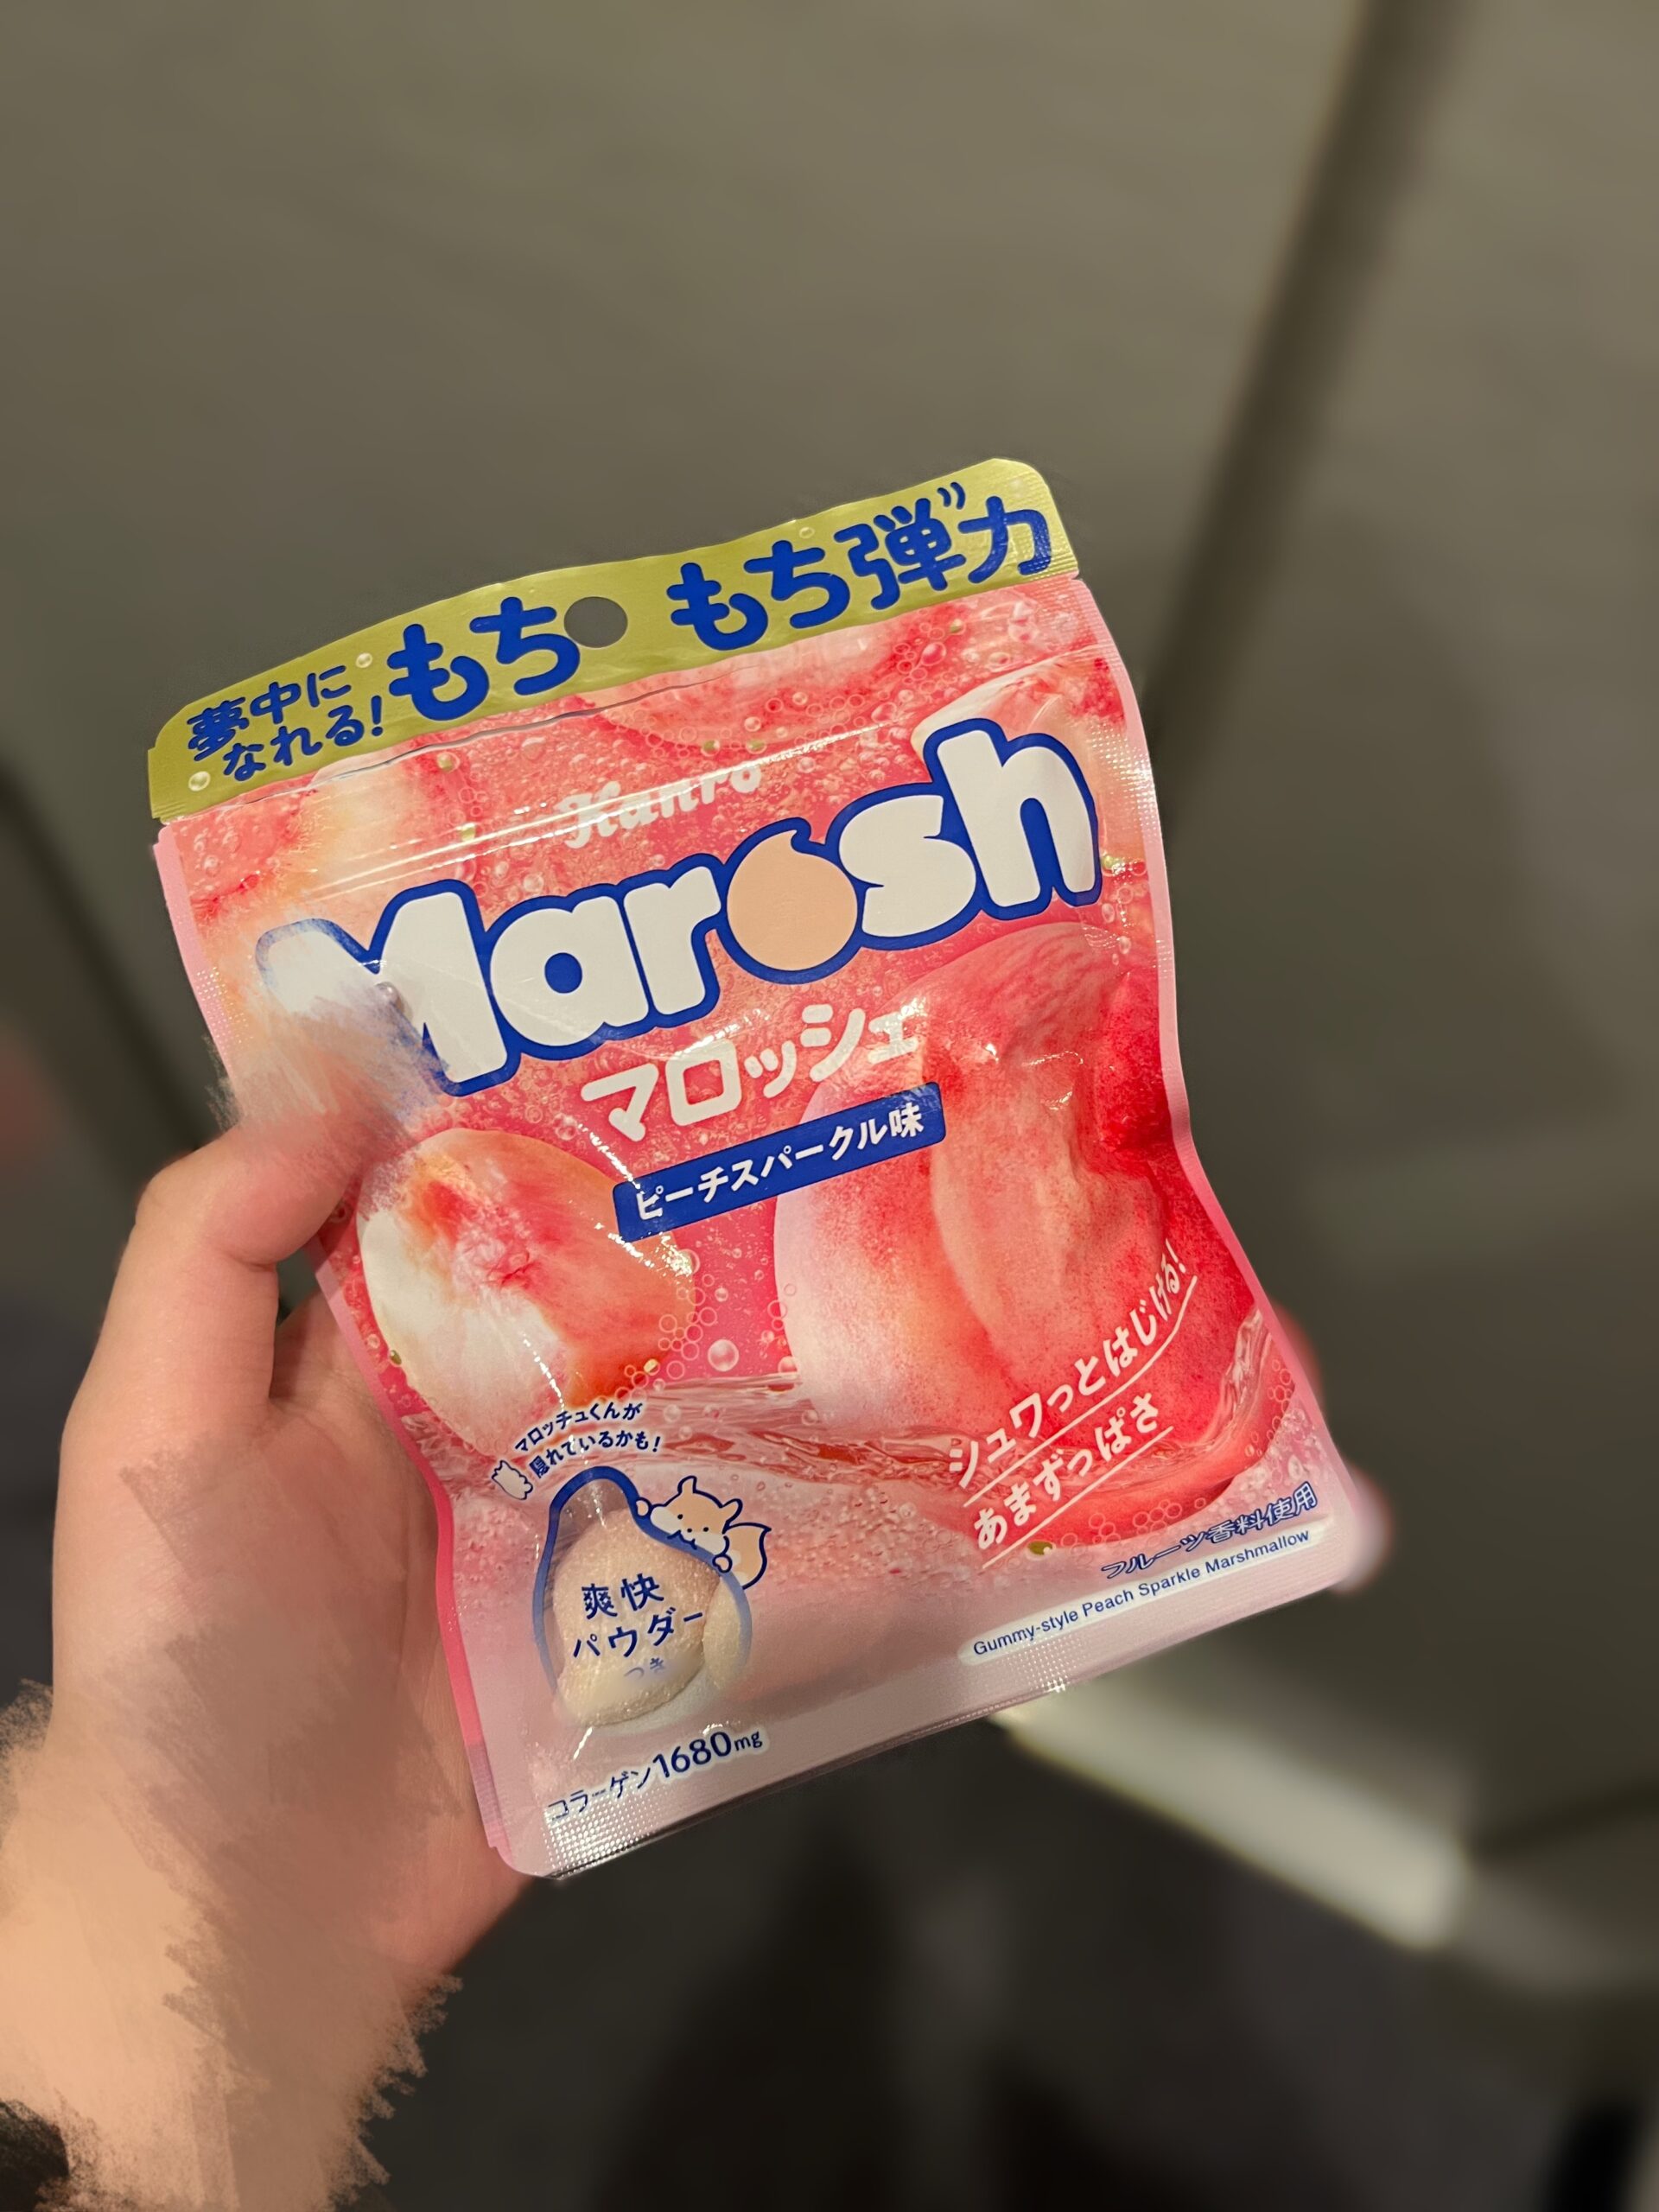 夢中に
なれる!
もちもち弾力
Kanro
Marosh
マロッシェ
ピーチスパークル味
シュワっとはじける!
あまずっぱさ
マロッチュくんが
隠れているかも!
爽快
パウダー
つき
フルーツ香料使用
Gummy-style Peach Sparkle Marshmallow
コラーゲン1680mg